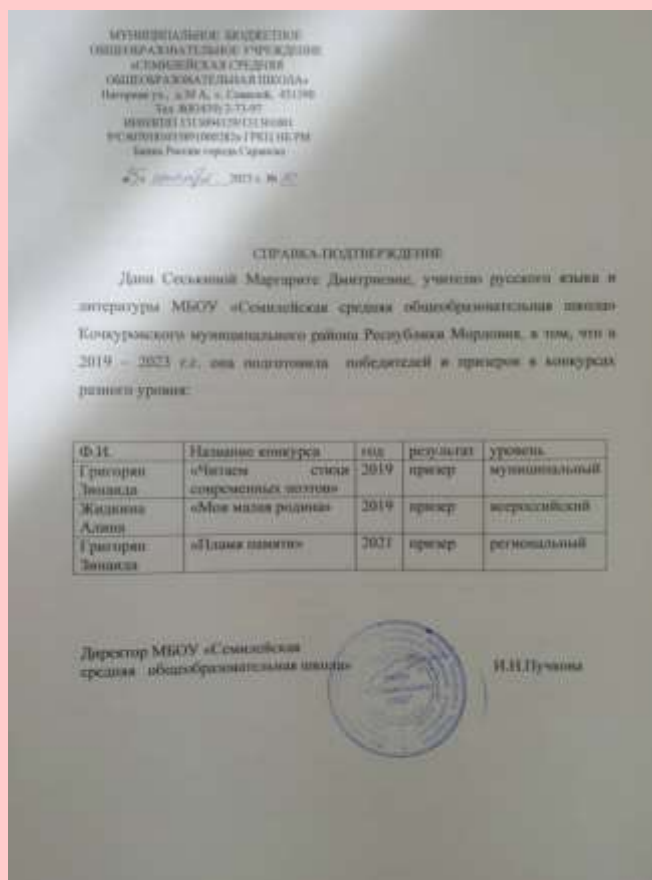 МУНИЦИПАЛЬНОЕ БЮДЖЕТНОЕ
ОБЩЕОБРАЗОВАТЕЛЬНОЕ УЧРЕЖДЕНИЕ
«СЕМИЛЕЙСКАЯ СРЕДНЯЯ
ОБЩЕОБРАЗОВАТЕЛЬНАЯ ШКОЛА»
Банка России города Саранска
2023 г. №
СПРАВКА-ПОДТВЕРЖДЕНИЕ
Дана Сеськиной Маргарите Дмитриевне, учителю русского языка и
литературы МБОУ «Семилейская средняя общеобразовательная школа»
Кочкуровского муниципального района Республики Мордовия, в том, что в
2019 – 2023 г.г. она подготовила победителей и призеров в конкурсах
разного уровня:
Ф.И. Название конкурса год результат уровень
Григорян «Читаем стихи 2019 призер муниципальный
Зинаида современных поэтов»
Жидкина «Моя малая родина» 2019 призер всероссийский
Алина
Григорян «Пламя памяти» 2021 призер региональный
Зинаида
Директор МБОУ «Семилейская
средняя общеобразовательная школа» И.Н.Пучкова